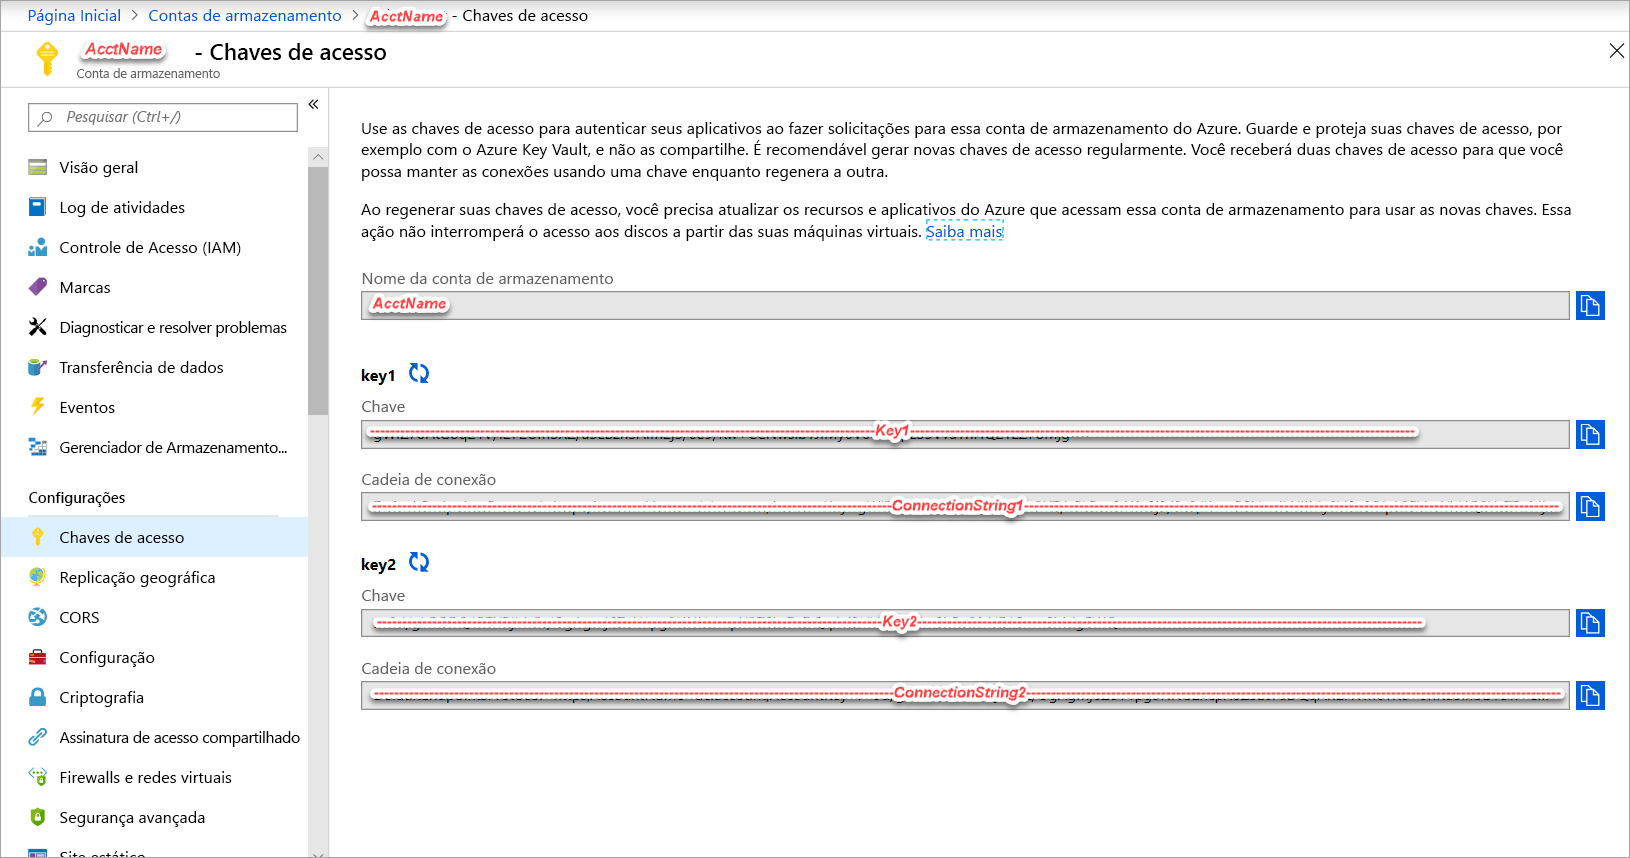 Página Inicial > Contas de armazenamento > AcctName - Chaves de acesso
AcctName - Chaves de acesso
Conta de armazenamento
Pesquisar (Ctrl+/)
«
Visão geral
Log de atividades
Controle de Acesso (IAM)
Marcas
Diagnosticar e resolver problemas
Transferência de dados
Eventos
Gerenciador de Armazenamento...
Configurações
Chaves de acesso
Replicação geográfica
CORS
Configuração
Criptografia
Assinatura de acesso compartilhado
Firewalls e redes virtuais
Segurança avançada
Site estático
Use as chaves de acesso para autenticar seus aplicativos ao fazer solicitações para essa conta de armazenamento do Azure. Guarde e proteja suas chaves de acesso, por
exemplo com o Azure Key Vault, e não as compartilhe. É recomendável gerar novas chaves de acesso regularmente. Você receberá duas chaves de acesso para que você
possa manter as conexões usando uma chave enquanto regenera a outra.
Ao regenerar suas chaves de acesso, você precisa atualizar os recursos e aplicativos do Azure que acessam essa conta de armazenamento para usar as novas chaves. Essa
ação não interromperá o acesso aos discos a partir das suas máquinas virtuais. Saiba mais
Nome da conta de armazenamento
AcctName
key1
Chave
Key1
Cadeia de conexão
ConnectionString1
key2
Chave
Key2
Cadeia de conexão
ConnectionString2